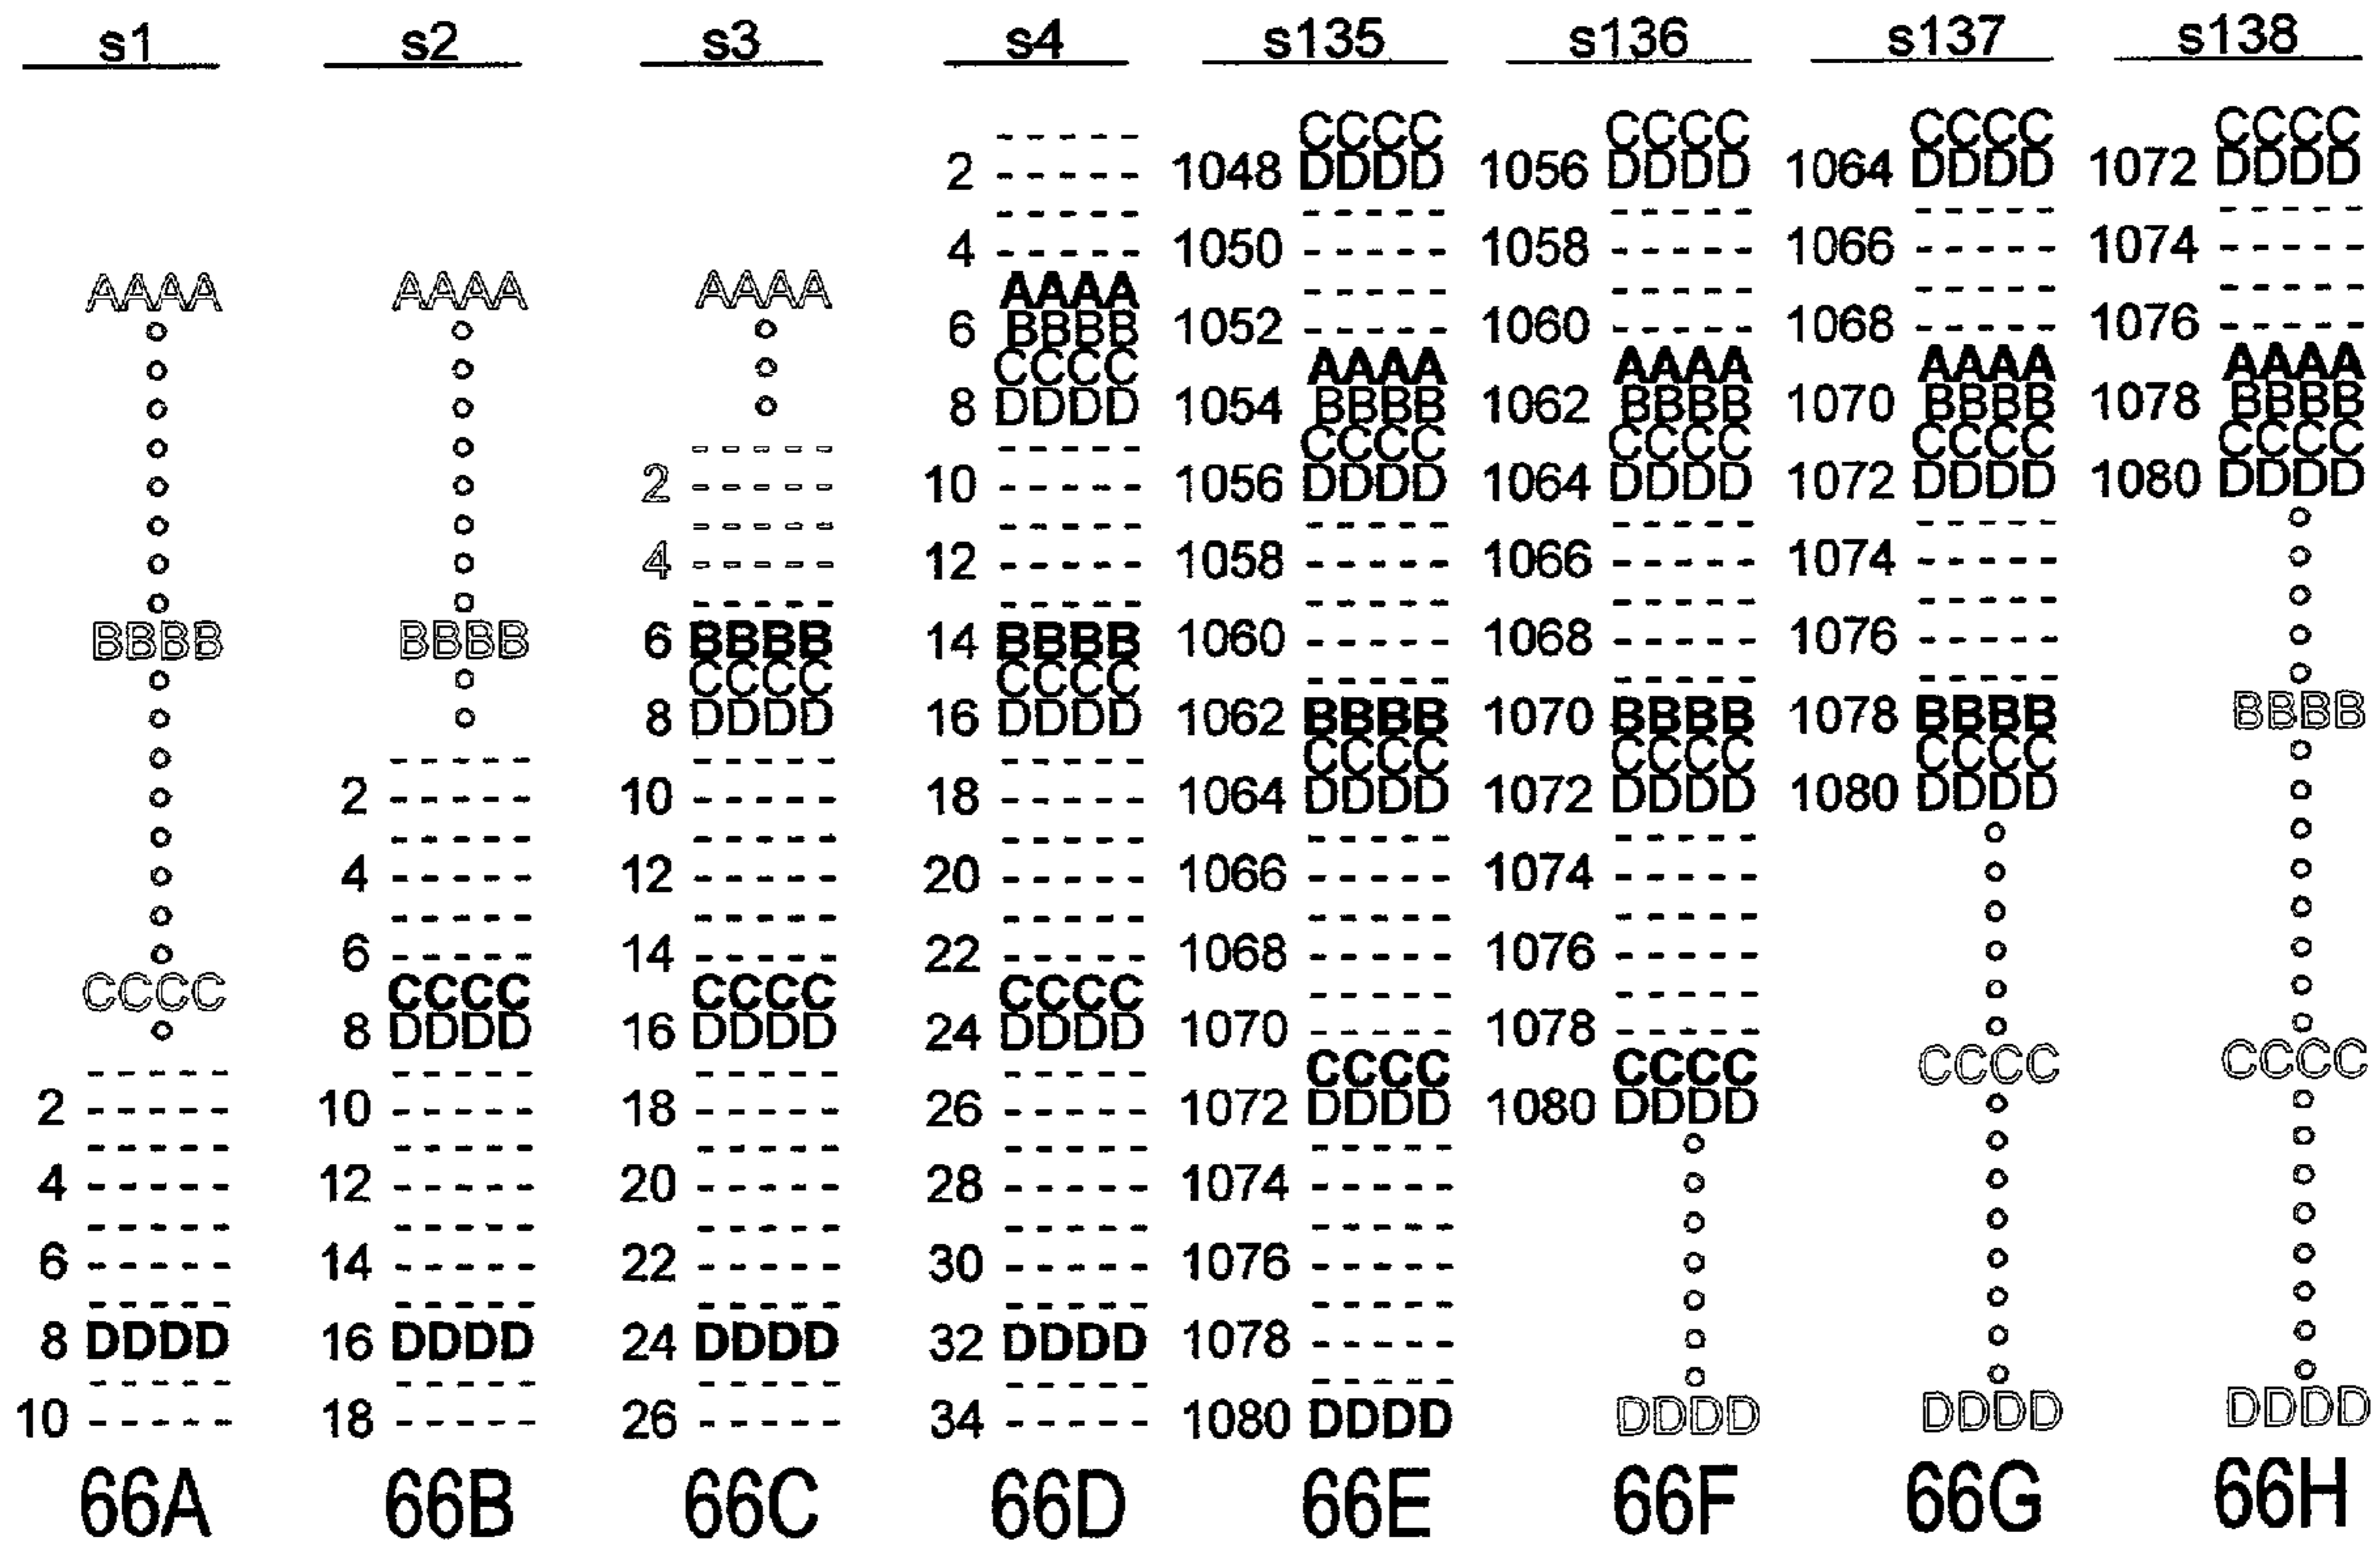 s1
AAAA
BBBB
CCCC
2
4
6
8 DDDD
10
66A
s2
AAAA
BBBB
2
4
6
CCCC
8 DDDD
10
12
14
16 DDDD
18
66B
s3
AAAA
2
4
6 BBBB
CCCC
8 DDDD
10
12
14
CCCC
16 DDDD
18
20
22
24 DDDD
26
66C
s4
2
4
AAAA
6 BBBB
CCCC
8 DDDD
10
12
14 BBBB
CCCC
16 DDDD
18
20
22
CCCC
24 DDDD
26
28
30
32 DDDD
34
66D
s135
CCCC
1048 DDDD
1050
1052
AAAA
1054 BBBB
CCCC
1056 DDDD
1058
1060
1062 BBBB
CCCC
1064 DDDD
1066
1068
1070
CCCC
1072 DDDD
1074
1076
1078
1080 DDDD
66E
s136
CCCC
1056 DDDD
1058
1060
AAAA
1062 BBBB
CCCC
1064 DDDD
1066
1068
1070 BBBB
CCCC
1072 DDDD
1074
1076
1078
CCCC
1080 DDDD
DDDD
66F
s137
CCCC
1064 DDDD
1066
1068
AAAA
1070 BBBB
CCCC
1072 DDDD
1074
1076
1078 BBBB
CCCC
1080 DDDD
CCCC
DDDD
66G
s138
CCCC
1072 DDDD
1074
1076
AAAA
1078 BBBB
CCCC
1080 DDDD
BBBB
CCCC
DDDD
66H